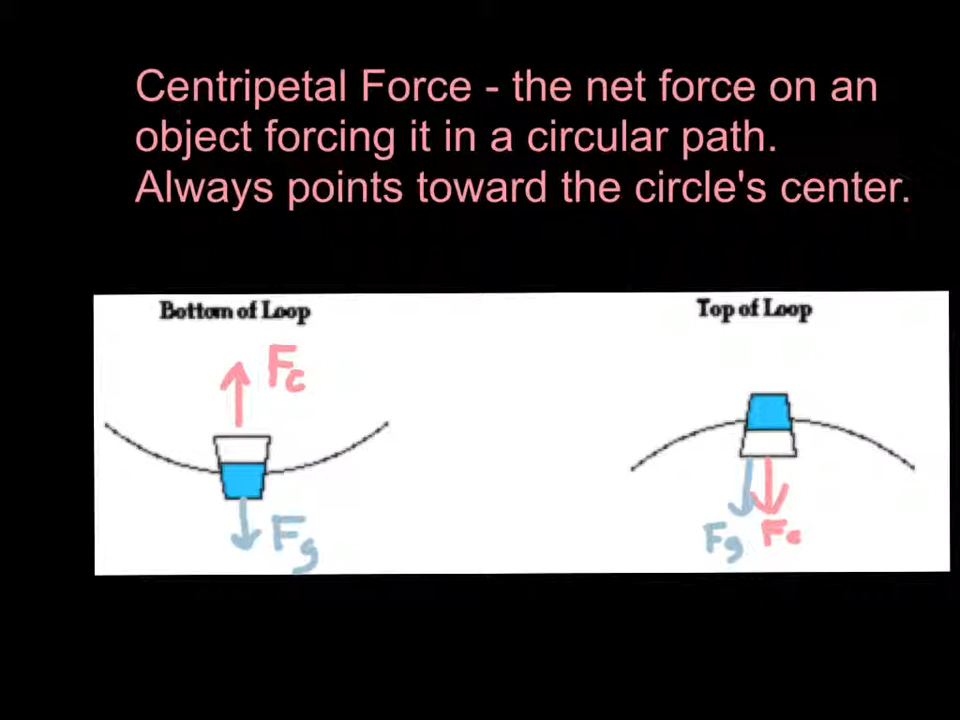 Centripetal Force - the net force on an
object forcing it in a circular path.
Always points toward the circle's center.
Bottom of Loop
Top of Loop
Fc
Fg
Fg
Fc